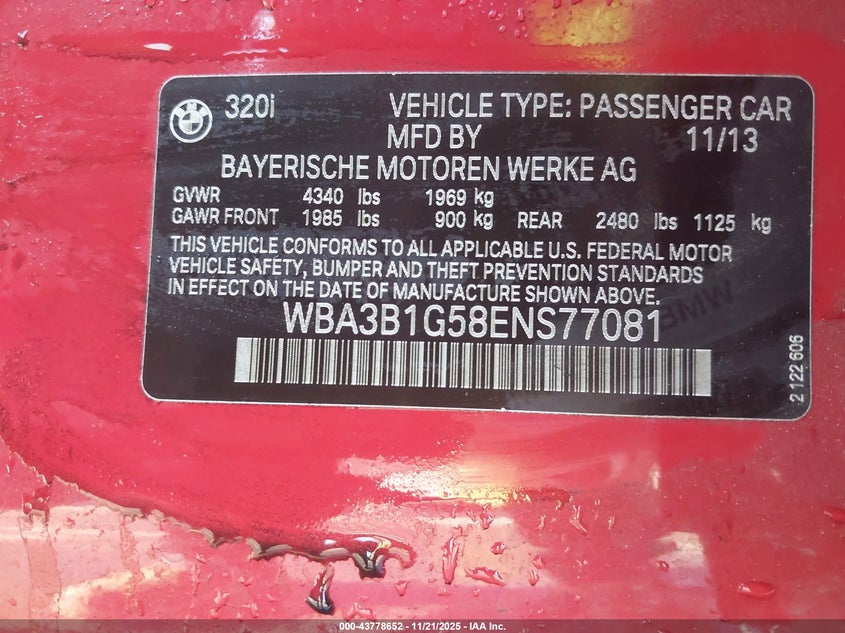 320i VEHICLE TYPE: PASSENGER CAR
MFD BY 11/13
BAYERISCHE MOTOREN WERKE AG
GVWR 4340 lbs 1969 kg
GAWR FRONT 1985 lbs 900 kg REAR 2480 lbs 1125 kg
THIS VEHICLE CONFORMS TO ALL APPLICABLE U.S. FEDERAL MOTOR
VEHICLE SAFETY, BUMPER AND THEFT PREVENTION STANDARDS
IN EFFECT ON THE DATE OF MANUFACTURE SHOWN ABOVE.
WBA3B1G58ENS77081
BMW
2 122 606
000-43778652 - 11/21/2025 - IAA Inc.